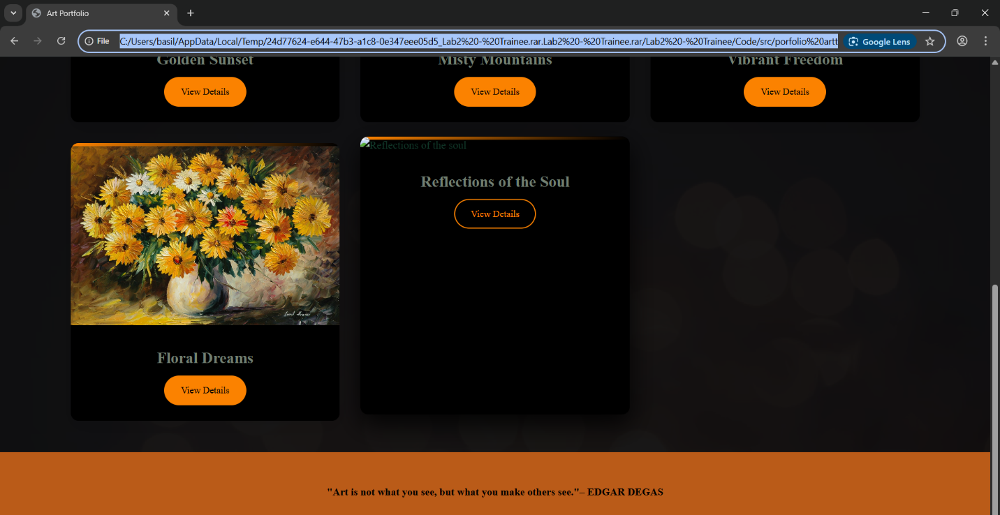 Art Portfolio
File
C:/Users/basil/AppData/Local/Temp/24d77624-e644-47b3-a1c8-0e347eee05d5_Lab2%20-%20Trainee.rar.Lab2%20-%20Trainee.rar/Lab2%20-%20Trainee/Code/src/porfolio%20artt
Google Lens
Golden Sunset
Misty Mountains
Vibrant Freedom
View Details
View Details
View Details
Reflections of the soul
Reflections of the Soul
View Details
Floral Dreams
View Details
"Art is not what you see, but what you make others see."– EDGAR DEGAS